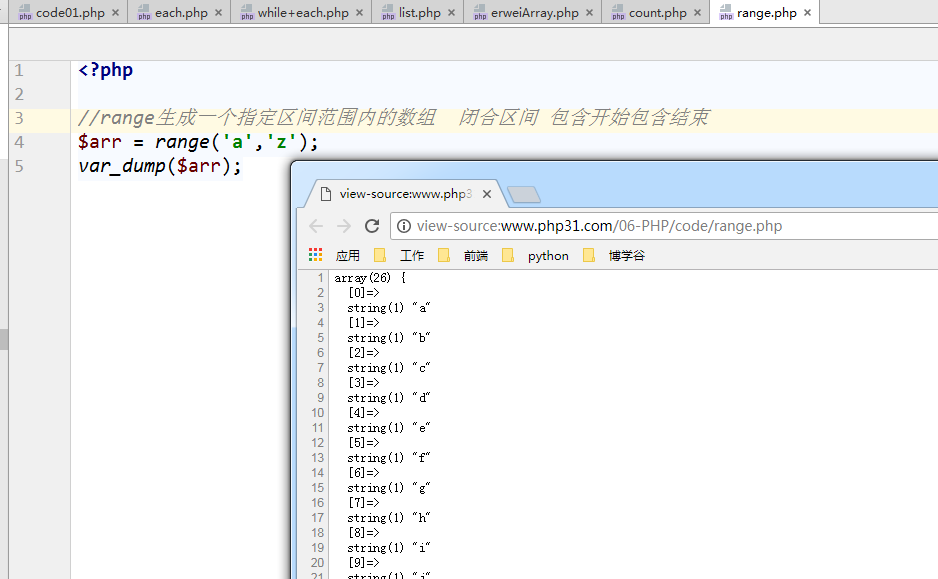 code01.php each.php while+each.php list.php erweiArray.php count.php range.php
1 <?php
2
3 //range生成一个指定区间范围内的数组 闭合区间 包含开始包含结束
4 $arr = range('a','z');
5 var_dump($arr);
view-source:www.php3
view-source:www.php31.com/06-PHP/code/range.php
应用 工作 前端 python 博学谷
1 array(26) {
2 [0]=>
3 string(1) "a"
4 [1]=>
5 string(1) "b"
6 [2]=>
7 string(1) "c"
8 [3]=>
9 string(1) "d"
10 [4]=>
11 string(1) "e"
12 [5]=>
13 string(1) "f"
14 [6]=>
15 string(1) "g"
16 [7]=>
17 string(1) "h"
18 [8]=>
19 string(1) "i"
20 [9]=>
21 string(1) "j"